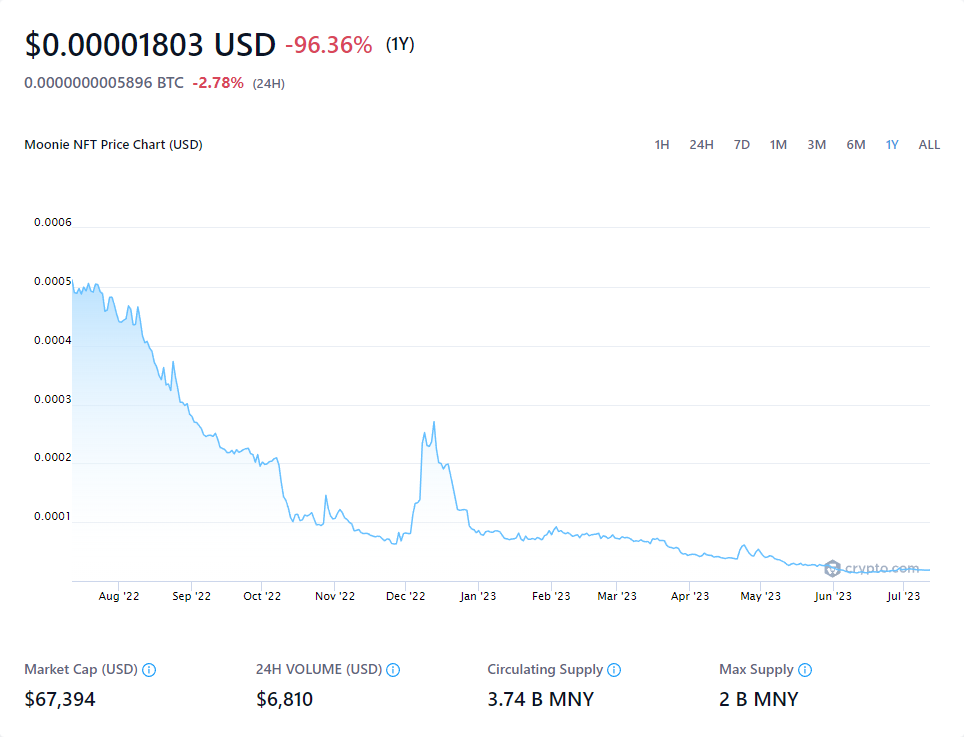 $0.00001803 USD -96.36% (1Y)
0.0000000005896 BTC -2.78% (24H)
Moonie NFT Price Chart (USD) 1H 24H 7D 1M 3M 6M 1Y ALL
0.0006
0.0005
0.0004
0.0003
0.0002
0.0001
crypto.com
Aug '22 Sep '22 Oct '22 Nov '22 Dec '22 Jan '23 Feb '23 Mar '23 Apr '23 May '23 Jun '23 Jul '23
Market Cap (USD) 24H VOLUME (USD) Circulating Supply Max Supply
$67,394 $6,810 3.74 B MNY 2 B MNY